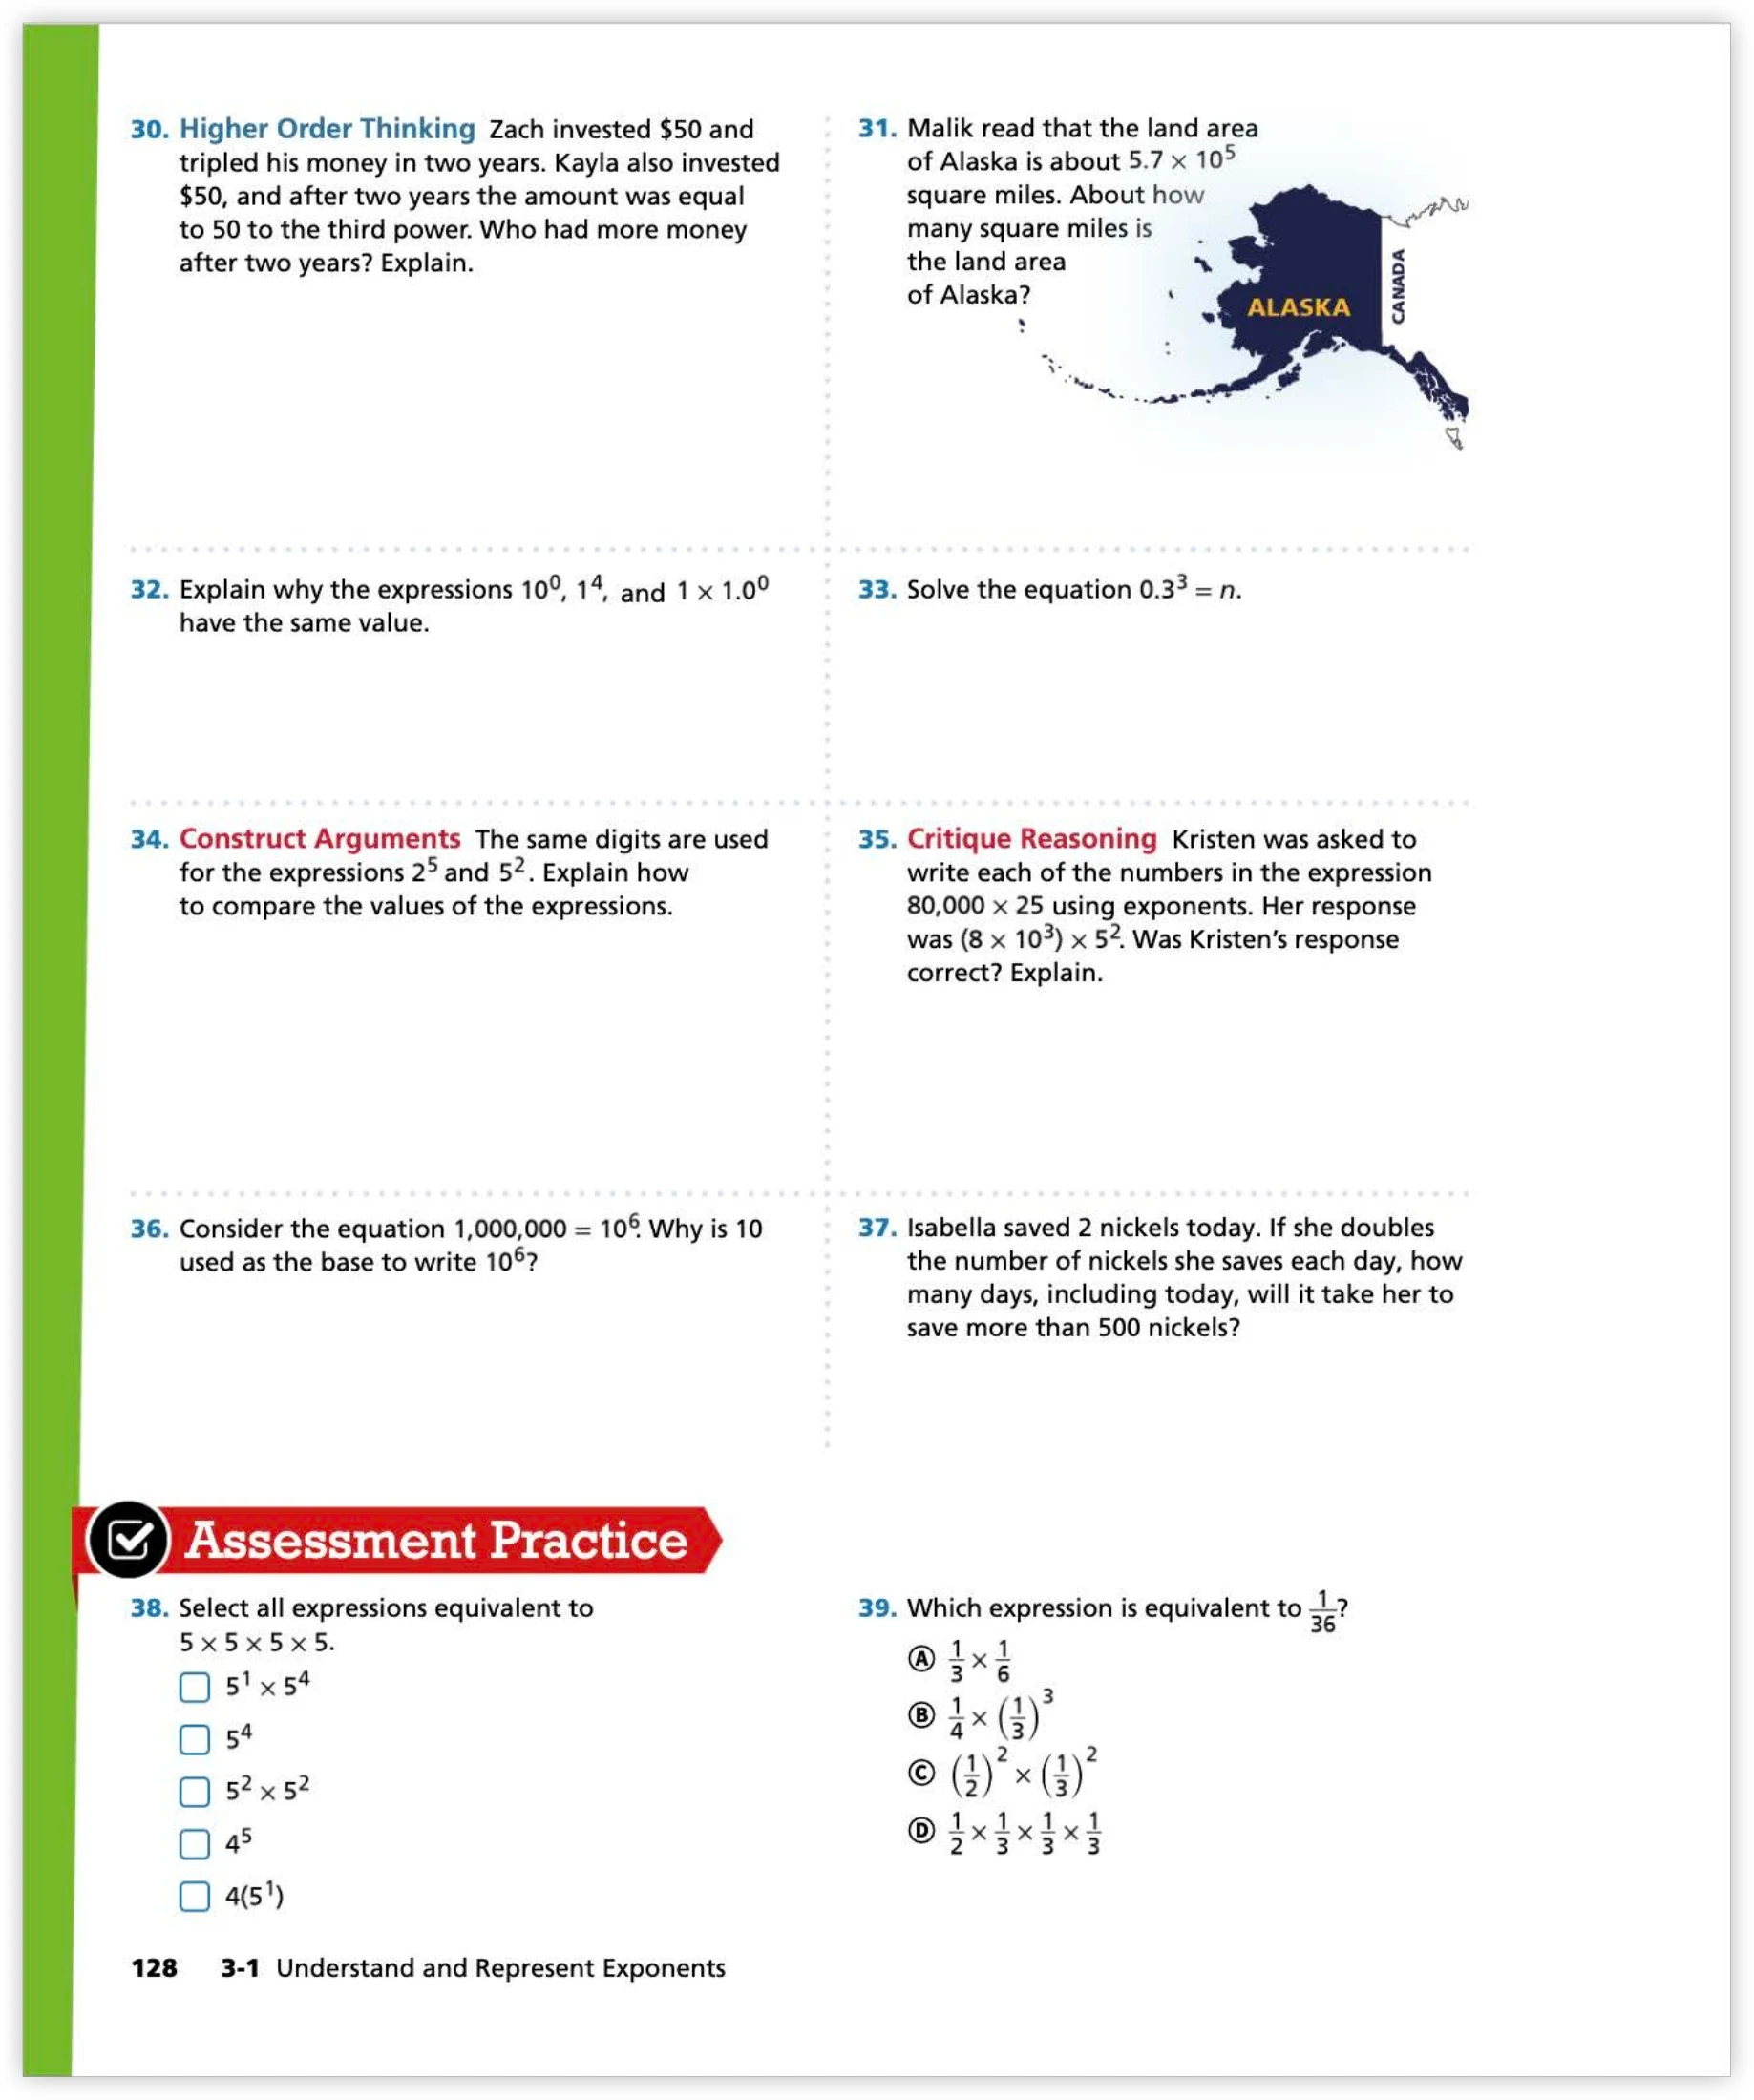 30. Higher Order Thinking Zach invested $50 and
tripled his money in two years. Kayla also invested
$50, and after two years the amount was equal
to 50 to the third power. Who had more money
after two years? Explain.
31. Malik read that the land area
of Alaska is about 5.7 × 10⁵
square miles. About how
many square miles is
the land area
of Alaska?
ALASKA
CANADA
32. Explain why the expressions 10⁰, 1⁴, and 1 × 1.0⁰
have the same value.
33. Solve the equation 0.3³ = n.
34. Construct Arguments The same digits are used
for the expressions 2⁵ and 5². Explain how
to compare the values of the expressions.
35. Critique Reasoning Kristen was asked to
write each of the numbers in the expression
80,000 × 25 using exponents. Her response
was (8 × 10³) × 5². Was Kristen's response
correct? Explain.
36. Consider the equation 1,000,000 = 10⁶. Why is 10
used as the base to write 10⁶?
37. Isabella saved 2 nickels today. If she doubles
the number of nickels she saves each day, how
many days, including today, will it take her to
save more than 500 nickels?
Assessment Practice
38. Select all expressions equivalent to
5 × 5 × 5 × 5.
5¹ × 5⁴
5⁴
5² × 5²
4⁵
4(5¹)
39. Which expression is equivalent to 1/36?
Ⓐ 1/3 × 1/6
Ⓑ 1/4 × (1/3)³
Ⓒ (1/2)² × (1/3)²
Ⓓ 1/2 × 1/3 × 1/3 × 1/3
128 3-1 Understand and Represent Exponents